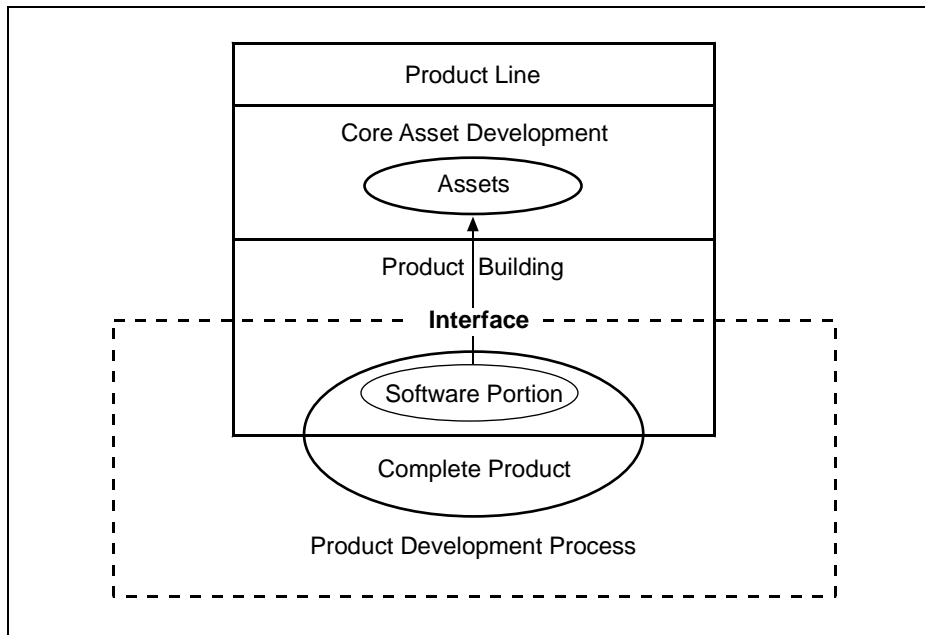 Product Line
Core Asset Development
Assets
Product Building
Interface
Software Portion
Complete Product
Product Development Process